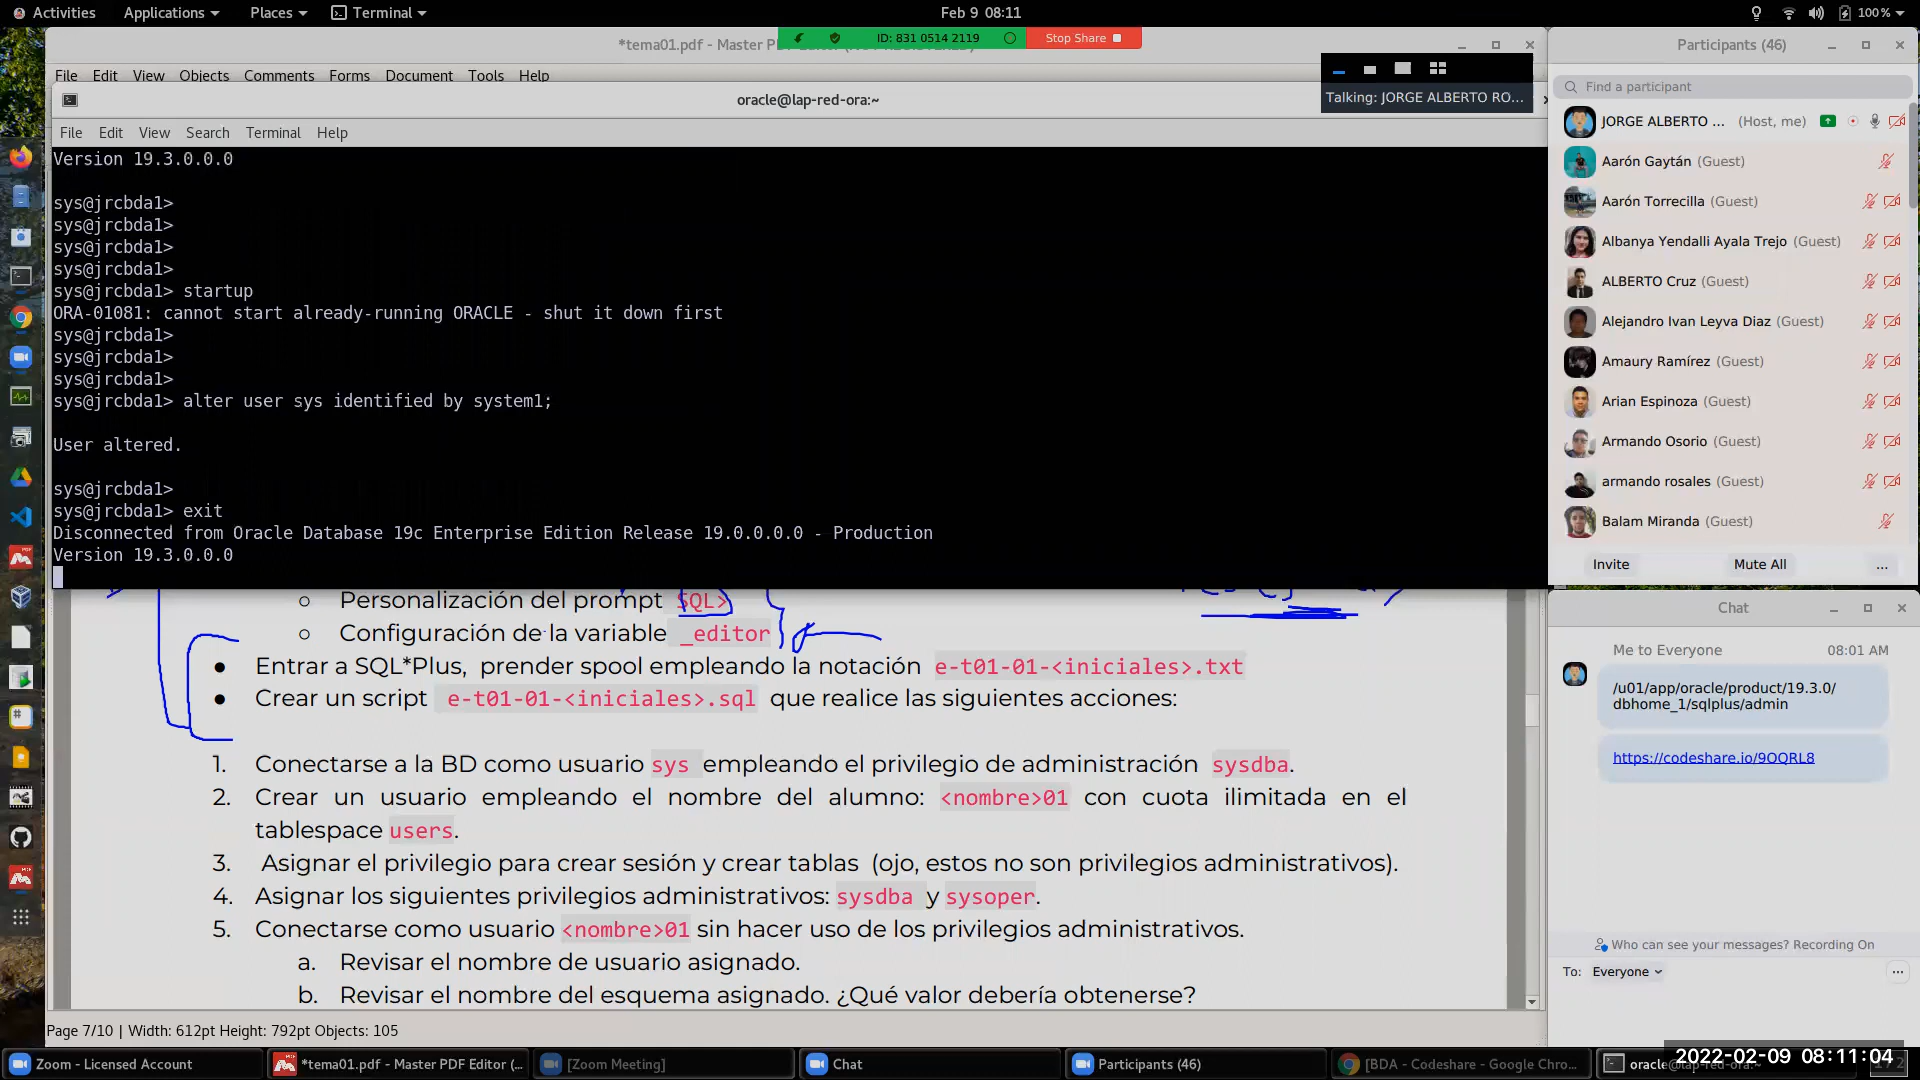 Activities Applications Places Terminal Feb 9 08:11 100%
*tema01.pdf - Master P
ID: 831 0514 2119 Stop Share
File Edit View Objects Comments Forms Document Tools Help
Talking: JORGE ALBERTO RO...
oracle@lap-red-ora:~
File Edit View Search Terminal Help
Version 19.3.0.0.0
sys@jrcbda1>
sys@jrcbda1>
sys@jrcbda1>
sys@jrcbda1>
sys@jrcbda1> startup
ORA-01081: cannot start already-running ORACLE - shut it down first
sys@jrcbda1>
sys@jrcbda1>
sys@jrcbda1>
sys@jrcbda1> alter user sys identified by system1;
User altered.
sys@jrcbda1>
sys@jrcbda1> exit
Disconnected from Oracle Database 19c Enterprise Edition Release 19.0.0.0.0 - Production
Version 19.3.0.0.0
○ Personalización del prompt SQL>
○ Configuración de la variable _editor
● Entrar a SQL*Plus, prender spool empleando la notación e-t01-01-<iniciales>.txt
● Crear un script e-t01-01-<iniciales>.sql que realice las siguientes acciones:
1. Conectarse a la BD como usuario sys empleando el privilegio de administración sysdba.
2. Crear un usuario empleando el nombre del alumno: <nombre>01 con cuota ilimitada en el
tablespace users.
3. Asignar el privilegio para crear sesión y crear tablas (ojo, estos no son privilegios administrativos).
4. Asignar los siguientes privilegios administrativos: sysdba y sysoper.
5. Conectarse como usuario <nombre>01 sin hacer uso de los privilegios administrativos.
a. Revisar el nombre de usuario asignado.
b. Revisar el nombre del esquema asignado. ¿Qué valor debería obtenerse?
Page 7/10 | Width: 612pt Height: 792pt Objects: 105
Participants (46)
Find a participant
JORGE ALBERTO ... (Host, me)
Aarón Gaytán (Guest)
Aarón Torrecilla (Guest)
Albanya Yendalli Ayala Trejo (Guest)
ALBERTO Cruz (Guest)
Alejandro Ivan Leyva Diaz (Guest)
Amaury Ramírez (Guest)
Arian Espinoza (Guest)
Armando Osorio (Guest)
armando rosales (Guest)
Balam Miranda (Guest)
Invite Mute All ...
Chat
Me to Everyone 08:01 AM
/u01/app/oracle/product/19.3.0/
dbhome_1/sqlplus/admin
https://codeshare.io/9OQRL8
Who can see your messages? Recording On
To: Everyone
Zoom - Licensed Account *tema01.pdf - Master PDF Editor (... [Zoom Meeting] Chat Participants (46) [BDA - Codeshare - Google Chro... oracle@lap-red-ora:~
2022-02-09 08:11:04